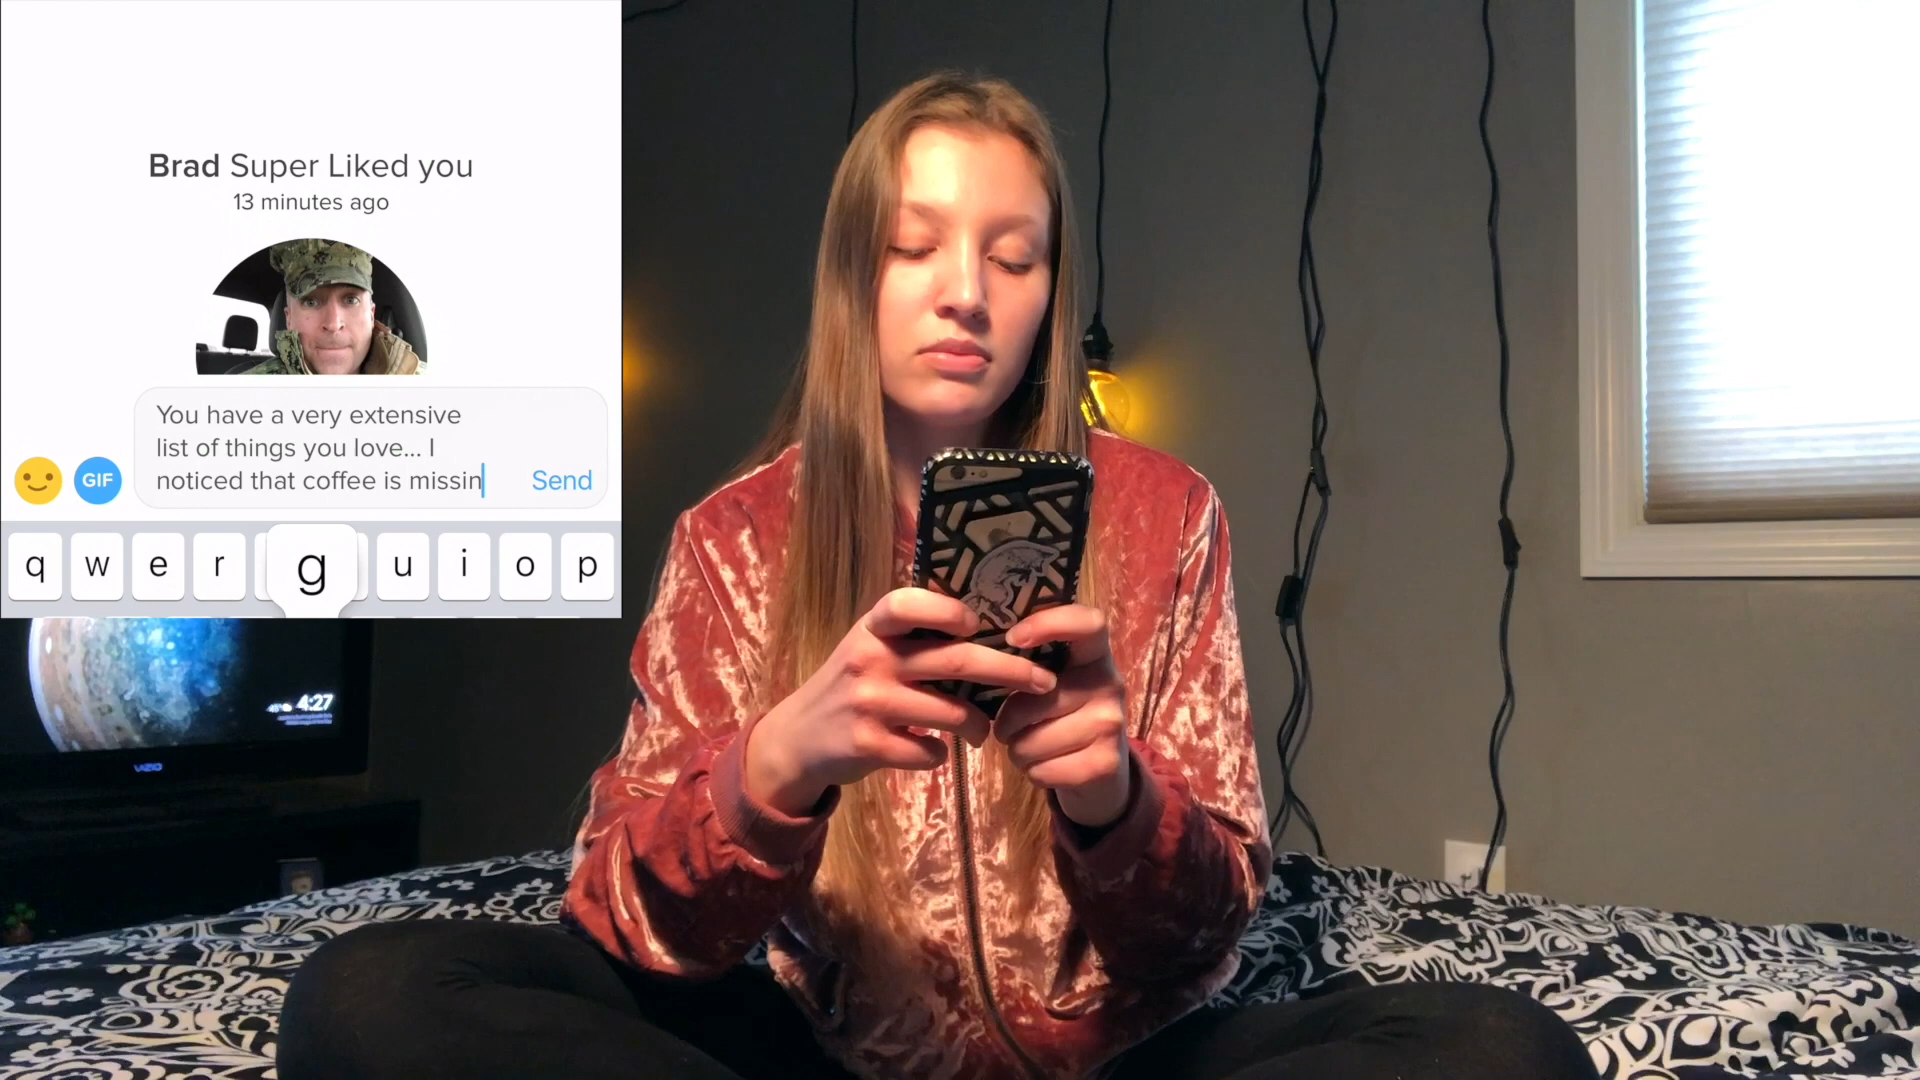 Brad Super Liked you
13 minutes ago
You have a very extensive
list of things you love... I
noticed that coffee is missin
GIF
Send
q w e r g u i o p
4:27
VIZIO